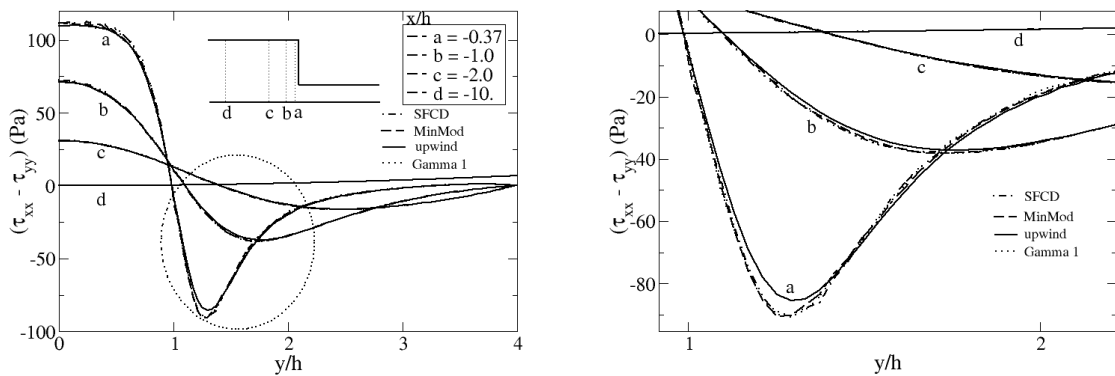 x/h
a = -0.37
b = -1.0
c = -2.0
d = -10.
SFCD
MinMod
upwind
Gamma 1
100
50
0
-50
-100
(τxx - τyy) (Pa)
a
b
c
d
d c b a
0 1 2 3 4
y/h
0
-20
-40
-60
-80
(τxx - τyy) (Pa)
d
c
b
a
SFCD
MinMod
upwind
Gamma 1
1 2
y/h